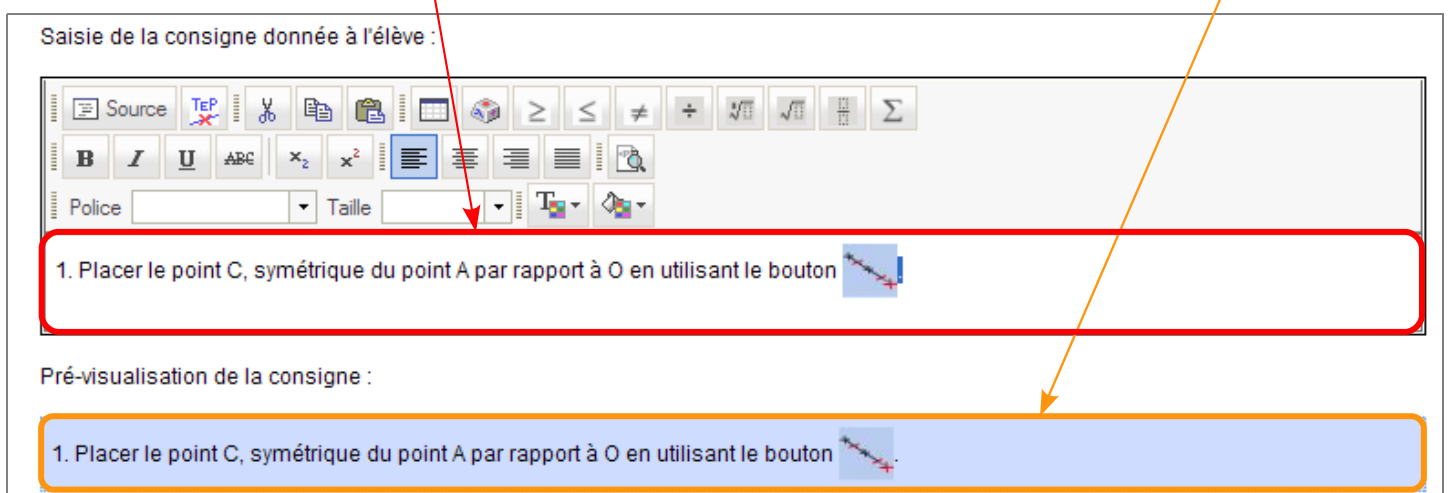 Saisie de la consigne donnée à l'élève :
Source TEP ≥ ≤ ≠ ÷ √ √ Σ
B I U ABC x₂ x²
Police Taille T
1. Placer le point C, symétrique du point A par rapport à O en utilisant le bouton .
Pré-visualisation de la consigne :
1. Placer le point C, symétrique du point A par rapport à O en utilisant le bouton .